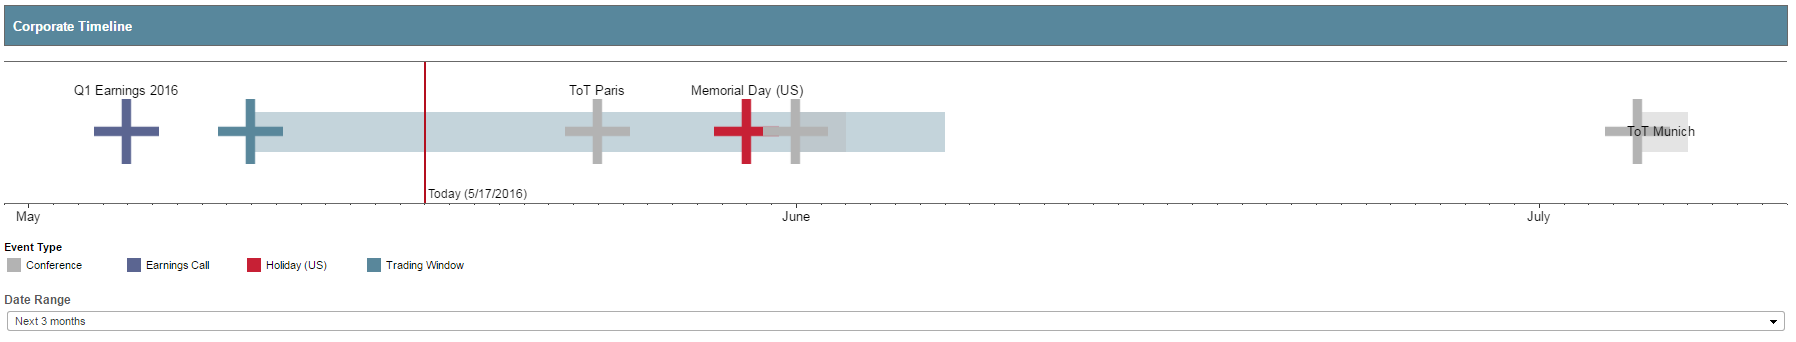 Corporate Timeline
Q1 Earnings 2016
ToT Paris
Memorial Day (US)
ToT Munich
Today (5/17/2016)
May
June
July
Event Type
Conference
Earnings Call
Holiday (US)
Trading Window
Date Range
Next 3 months